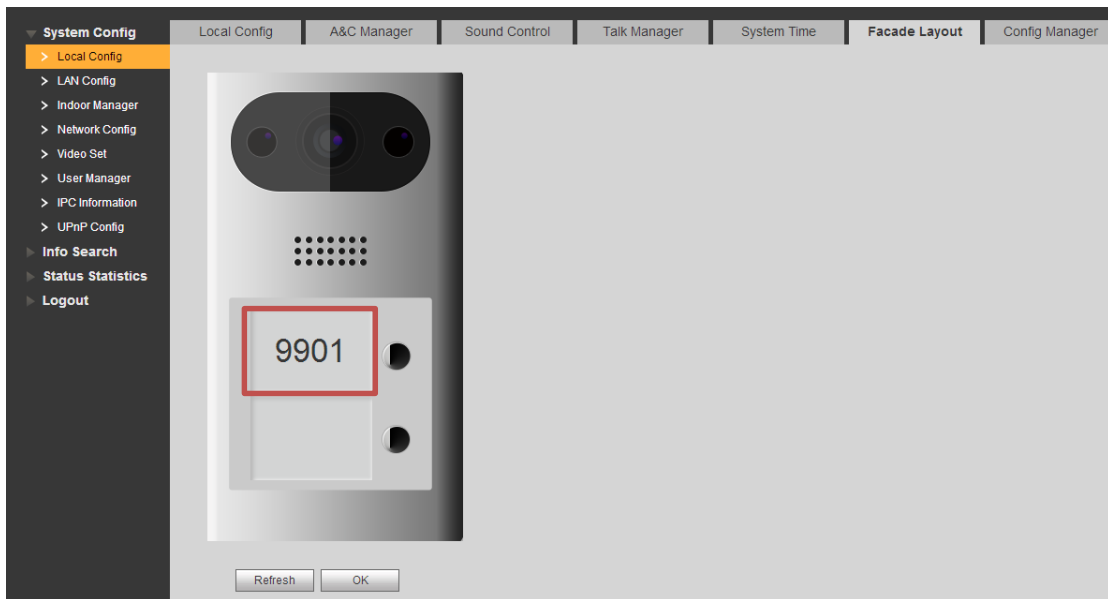 System Config
Local Config
LAN Config
Indoor Manager
Network Config
Video Set
User Manager
IPC Information
UPnP Config
Info Search
Status Statistics
Logout
Local Config A&C Manager Sound Control Talk Manager System Time Facade Layout Config Manager
9901
Refresh OK